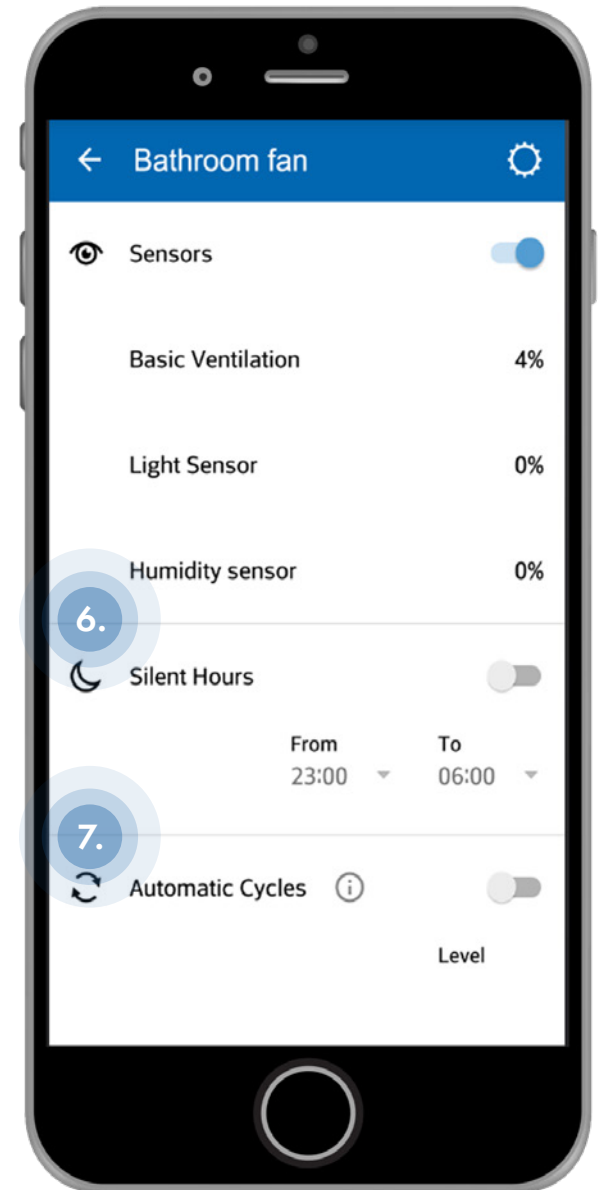 Bathroom fan
Sensors
Basic Ventilation 4%
Light Sensor 0%
Humidity sensor 0%
6.
Silent Hours
From To
23:00 06:00
7.
Automatic Cycles i
Level